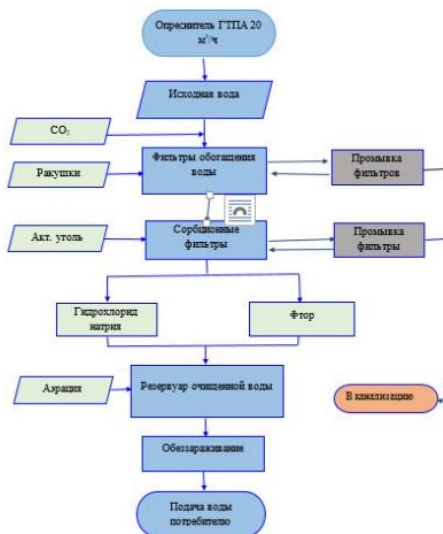 Опреснитель ГТПА 20
м³/ч
Исходная вода
CO₂
Фильтры обогащения
воды
Промывка
фильтров
Ракушки
Акт. уголь
Сорбционные
фильтры
Промывка
фильтры
Гидрохлорид
натрия
Фтор
Аэрация
Резервуар очищенной воды
В канализацию
Обеззараживание
Подача воды
потребителю